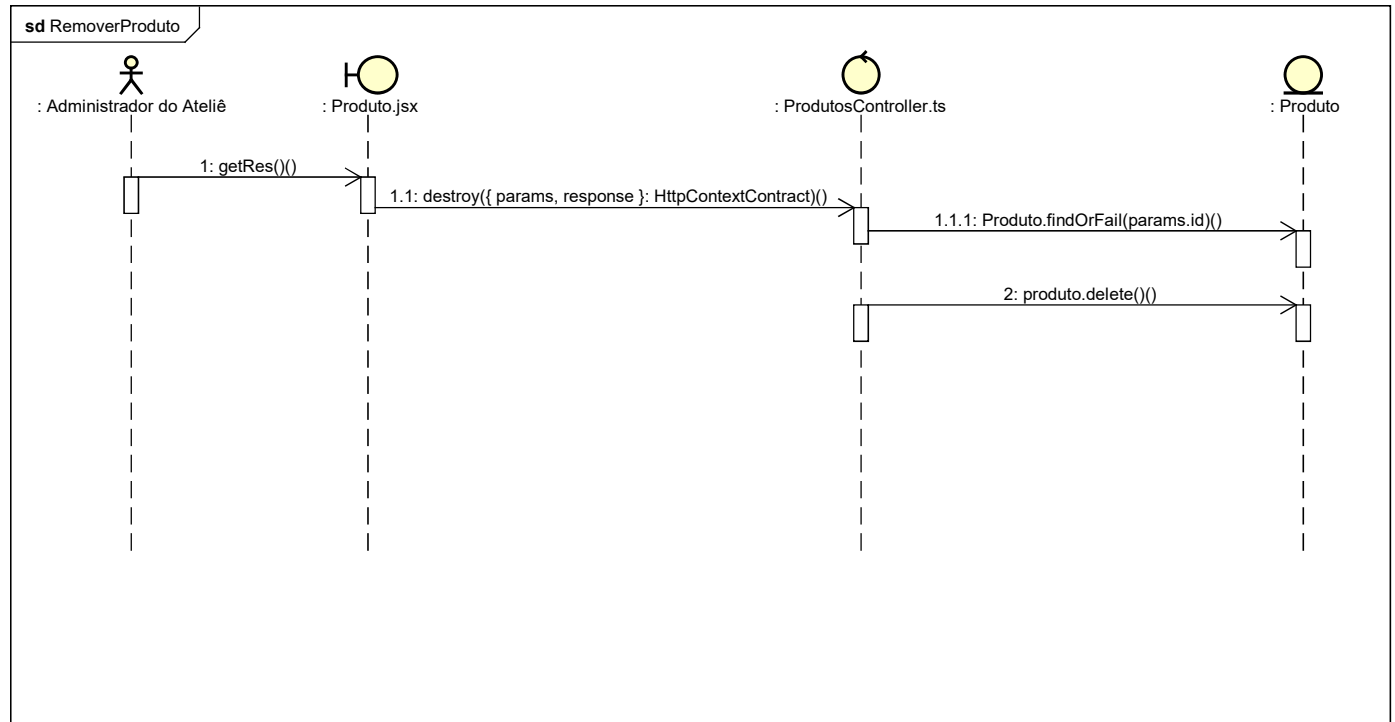 sd RemoverProduto
: Administrador do Ateliê
: Produto.jsx
: ProdutosController.ts
: Produto
1: getRes()()
1.1: destroy({ params, response }: HttpContextContract)()
1.1.1: Produto.findOrFail(params.id)()
2: produto.delete()()